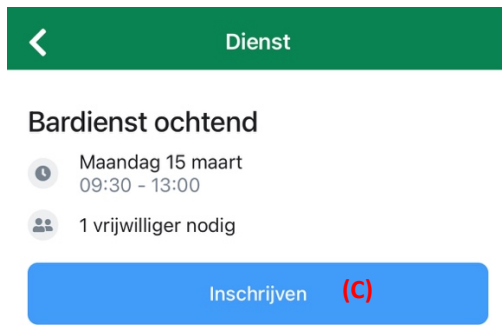 Dienst
Bardienst ochtend
Maandag 15 maart
09:30 - 13:00
1 vrijwilliger nodig
Inschrijven (C)